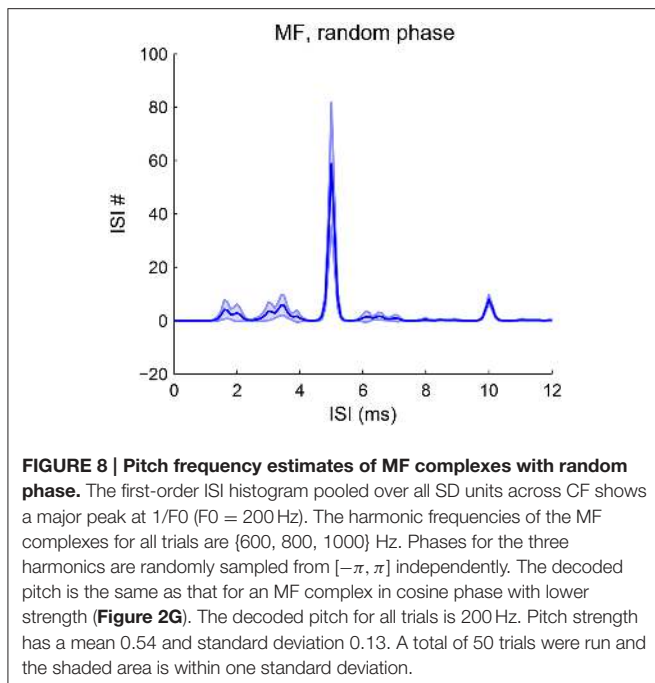 MF, random phase
100
80
60
40
20
0
−20
ISI #
0 2 4 6 8 10 12
ISI (ms)
FIGURE 8 | Pitch frequency estimates of MF complexes with random
phase. The first-order ISI histogram pooled over all SD units across CF shows
a major peak at 1/F0 (F0 = 200 Hz). The harmonic frequencies of the MF
complexes for all trials are {600, 800, 1000} Hz. Phases for the three
harmonics are randomly sampled from [−π, π] independently. The decoded
pitch is the same as that for an MF complex in cosine phase with lower
strength (Figure 2G). The decoded pitch for all trials is 200 Hz. Pitch strength
has a mean 0.54 and standard deviation 0.13. A total of 50 trials were run and
the shaded area is within one standard deviation.